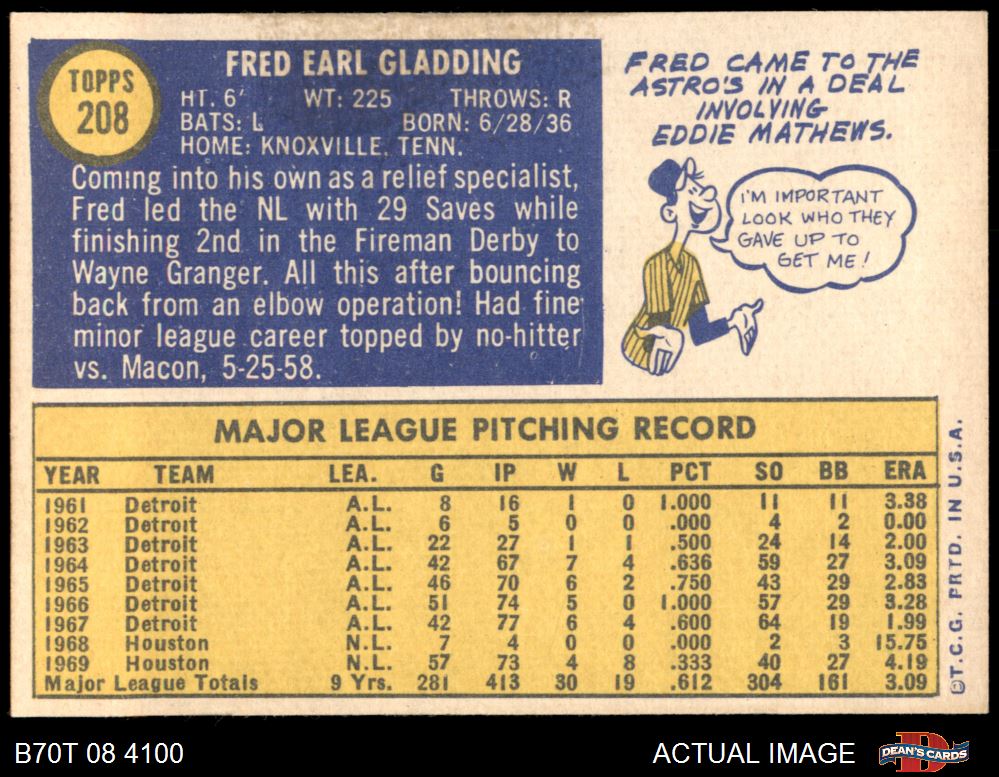 TOPPS
208
FRED EARL GLADDING
HT. 6' WT: 225 THROWS: R
BATS: L BORN: 6/28/36
HOME: KNOXVILLE, TENN.
Coming into his own as a relief specialist,
Fred led the NL with 29 Saves while
finishing 2nd in the Fireman Derby to
Wayne Granger. All this after bouncing
back from an elbow operation! Had fine
minor league career topped by no-hitter
vs. Macon, 5-25-58.
FRED CAME TO THE
ASTRO'S IN A DEAL
INVOLVING
EDDIE MATHEWS.
I'M IMPORTANT
LOOK WHO THEY
GAVE UP TO
GET ME!
MAJOR LEAGUE PITCHING RECORD
YEAR TEAM LEA. G IP W L PCT SO BB ERA
1961 Detroit A.L. 8 16 1 0 1.000 11 11 3.38
1962 Detroit A.L. 6 5 0 0 .000 4 2 0.00
1963 Detroit A.L. 22 27 1 1 .500 24 14 2.00
1964 Detroit A.L. 42 67 7 4 .636 59 27 3.09
1965 Detroit A.L. 46 70 6 2 .750 43 29 2.83
1966 Detroit A.L. 51 74 5 0 1.000 57 29 3.28
1967 Detroit A.L. 42 77 6 4 .600 64 19 1.99
1968 Houston N.L. 7 4 0 0 .000 2 3 15.75
1969 Houston N.L. 57 73 4 8 .333 40 27 4.19
Major League Totals 9 Yrs. 281 413 30 19 .612 304 161 3.09
©T.C.G. PRTD. IN U.S.A.
B70T 08 4100
ACTUAL IMAGE
DEAN'S CARDS